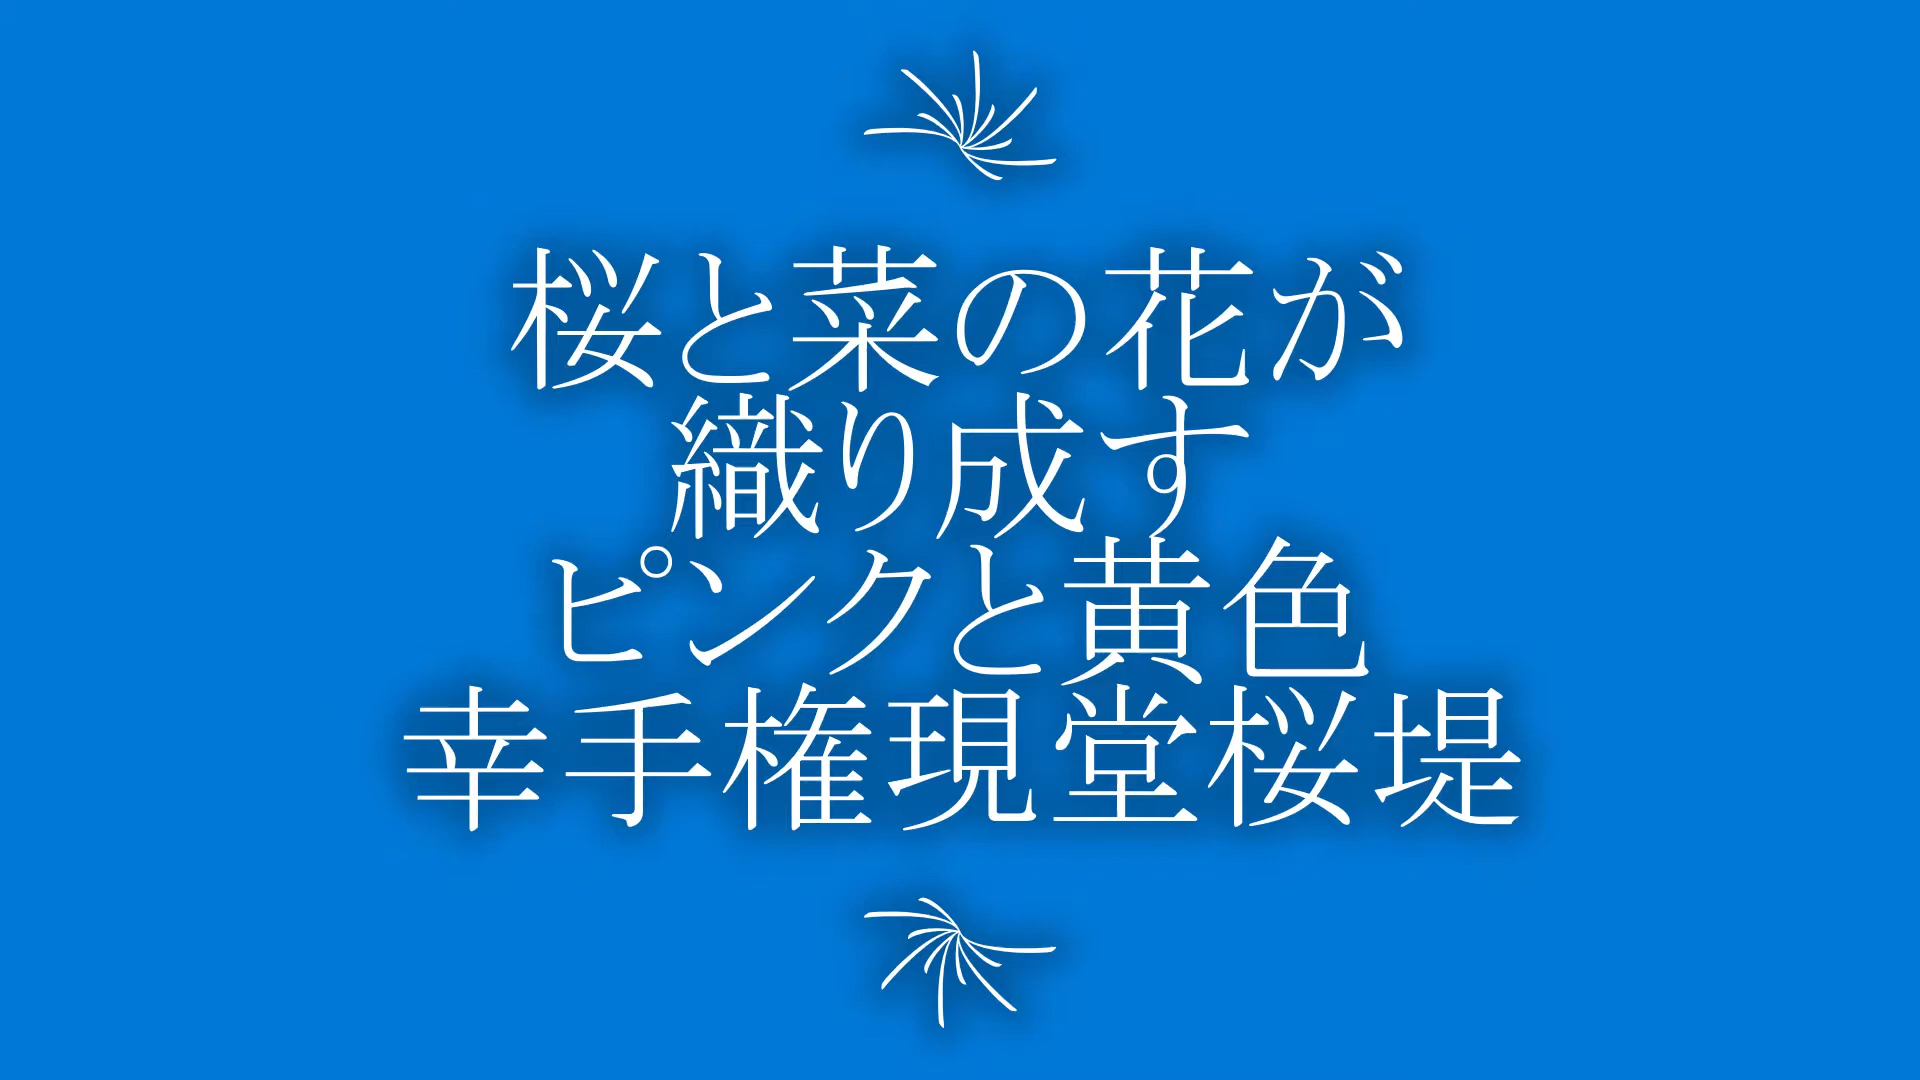 桜と菜の花が
織り成す
ピンクと黄色
幸手権現堂桜堤